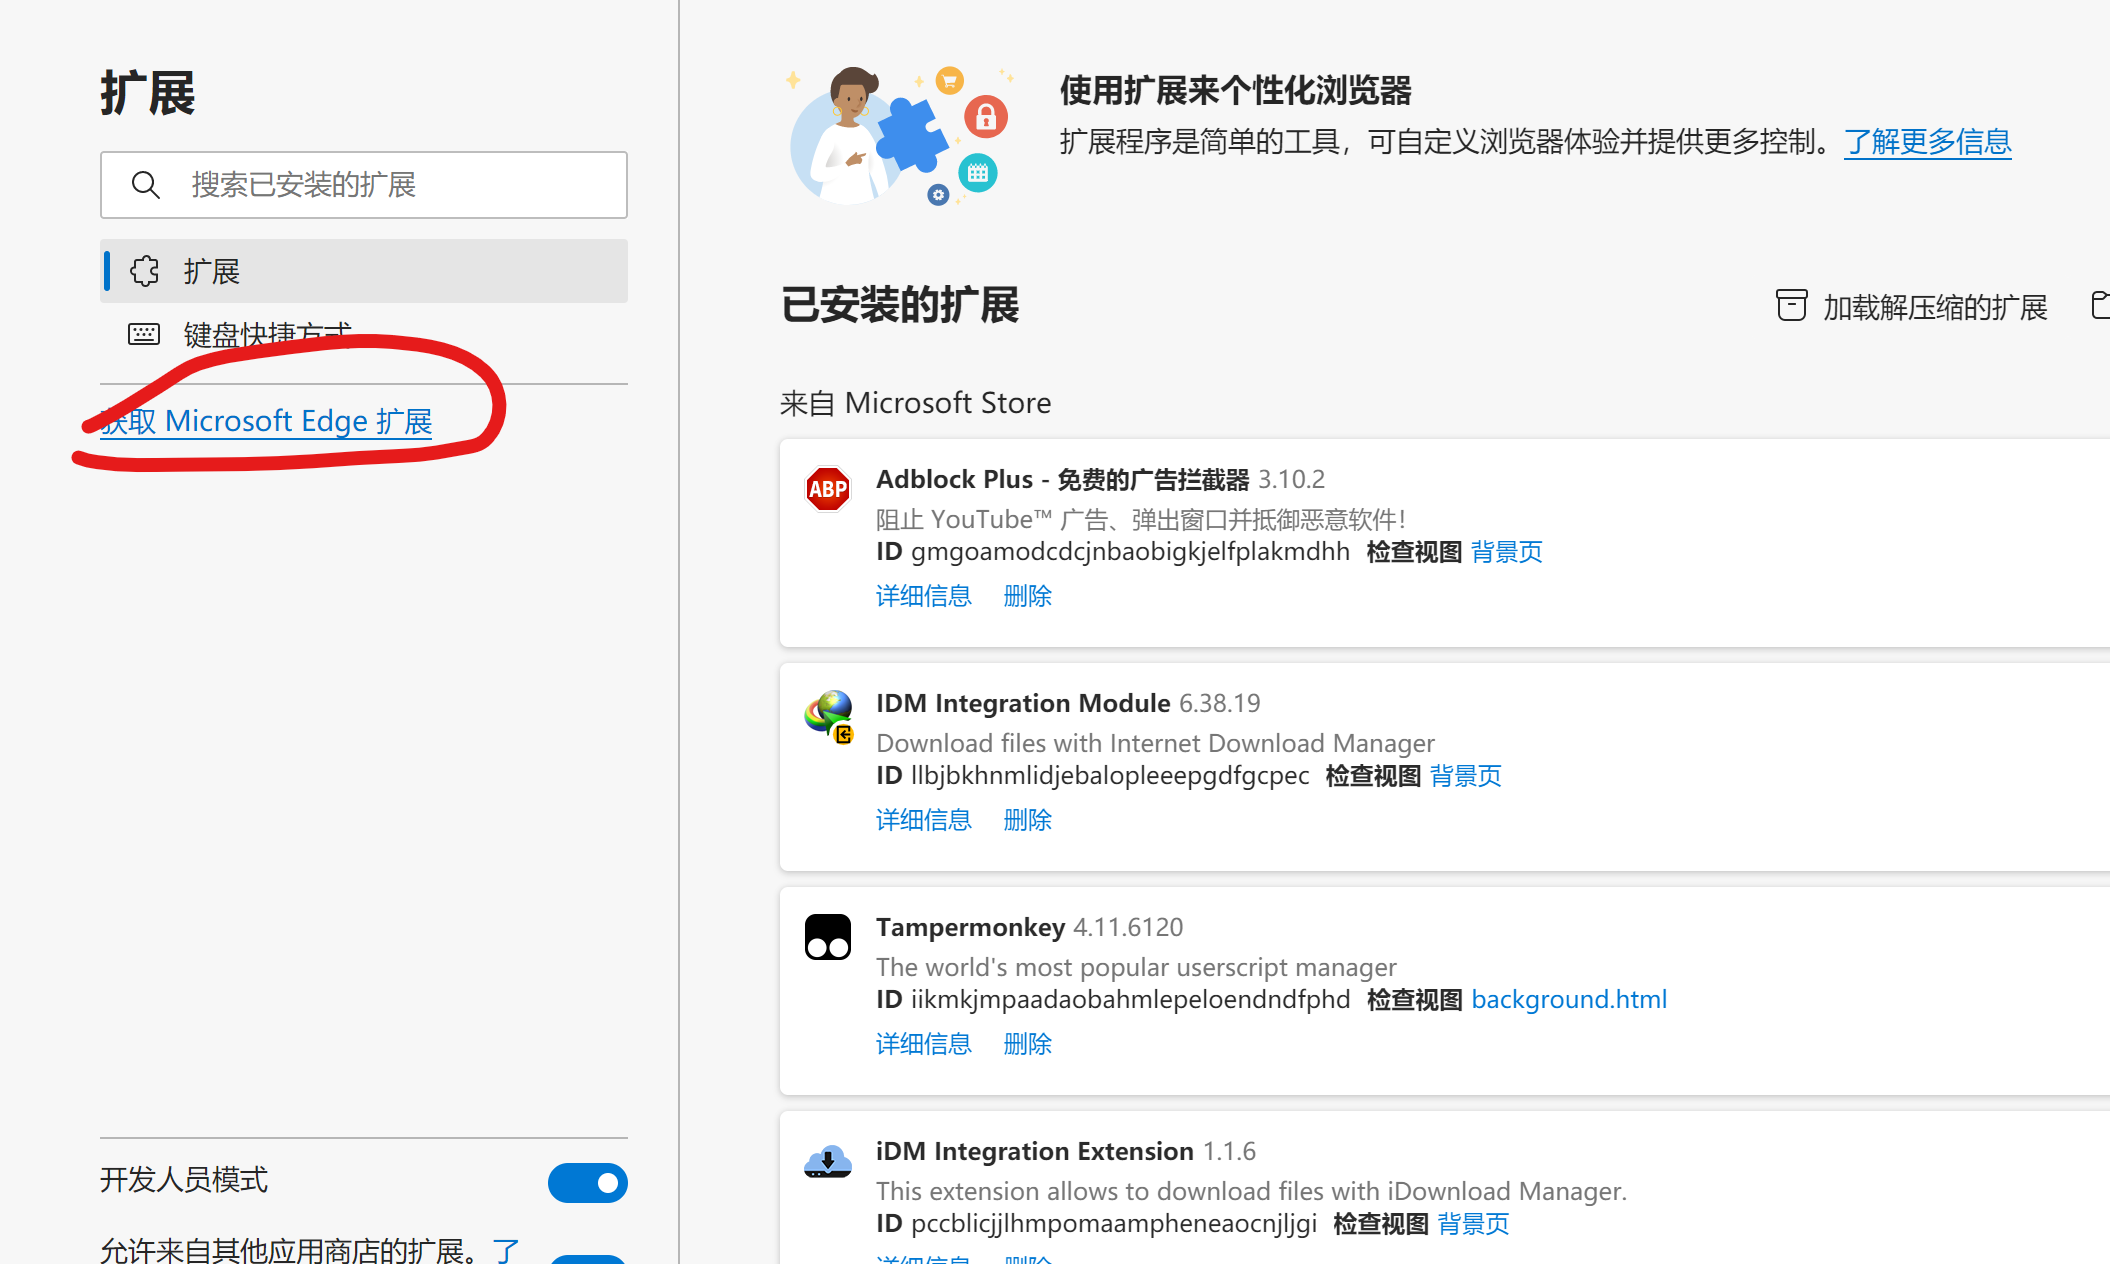 扩展
搜索已安装的扩展
扩展
键盘快捷方式
获取 Microsoft Edge 扩展
开发人员模式
允许来自其他应用商店的扩展。了
使用扩展来个性化浏览器
扩展程序是简单的工具，可自定义浏览器体验并提供更多控制。了解更多信息
已安装的扩展
加载解压缩的扩展
来自 Microsoft Store
ABP
Adblock Plus - 免费的广告拦截器 3.10.2
阻止 YouTube™ 广告、弹出窗口并抵御恶意软件！
ID gmgoamodcdcjnbaobigkjelfplakmdhh 检查视图 背景页
详细信息 删除
IDM Integration Module 6.38.19
Download files with Internet Download Manager
ID llbjbkhnmlidjebalopleeepgdfgcpec 检查视图 背景页
详细信息 删除
Tampermonkey 4.11.6120
The world's most popular userscript manager
ID iikmkjmpaadaobahmlepeloendndfphd 检查视图 background.html
详细信息 删除
iDM Integration Extension 1.1.6
This extension allows to download files with iDownload Manager.
ID pccblicjjlhmpomaampheneaocnjljgi 检查视图 背景页
详细信息 删除